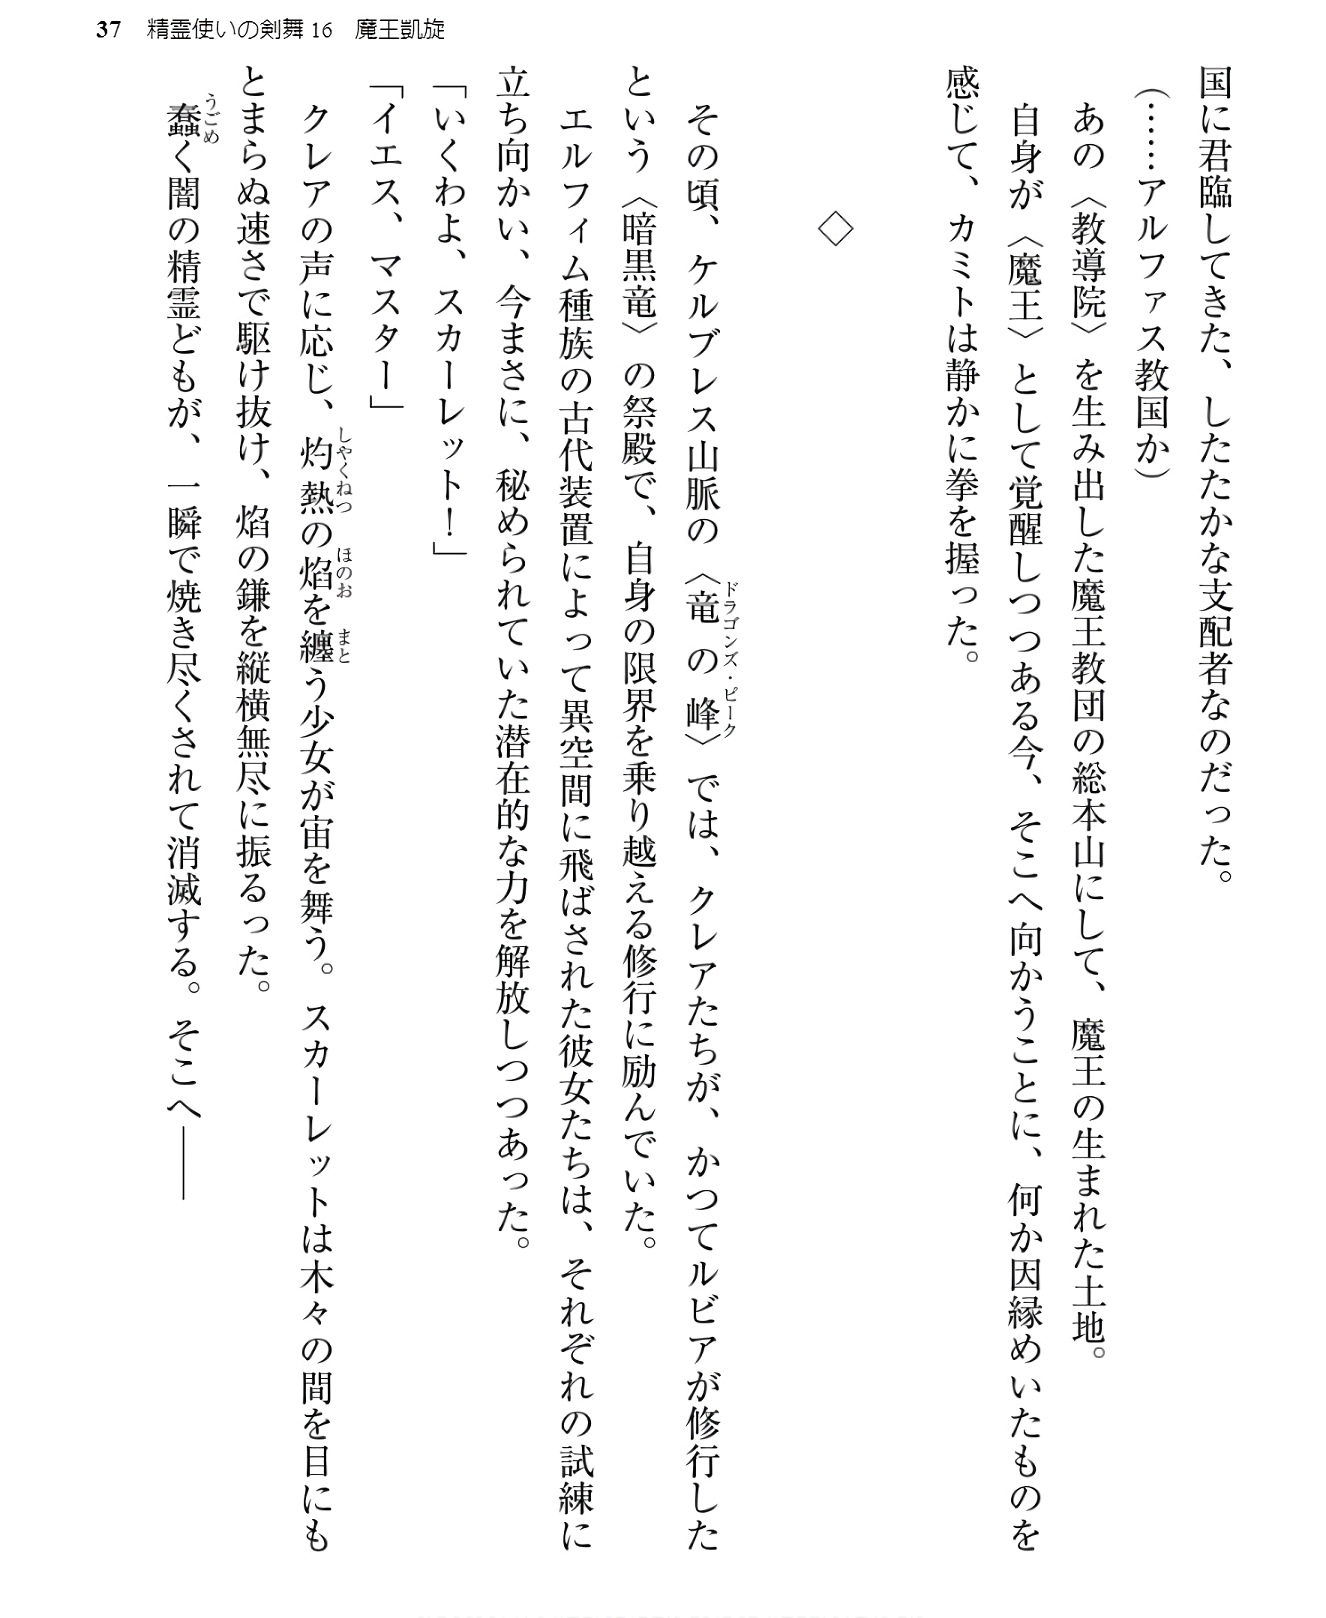 37　精霊使いの剣舞16　魔王凱旋
国に君臨してきた、したたかな支配者なのだった。
（……アルファス教国か）
あの〈教導院〉を生み出した魔王教団の総本山にして、魔王の生まれた土地。
自身が〈魔王〉として覚醒しつつある今、そこへ向かうことに、何か因縁めいたものを
感じて、カミトは静かに拳を握った。
◇
その頃、ケルブレス山脈の〈竜の峰〉では、クレアたちが、かつてルビアが修行した
ドラゴンズ・ピーク
という〈暗黒竜〉の祭殿で、自身の限界を乗り越える修行に励んでいた。
エルフィム種族の古代装置によって異空間に飛ばされた彼女たちは、それぞれの試練に
立ち向かい、今まさに、秘められていた潜在的な力を解放しつつあった。
「いくわよ、スカーレット！」
「イエス、マスター」
クレアの声に応じ、灼熱の焰を纏う少女が宙を舞う。スカーレットは木々の間を目にも
しゃくねつ　ほのお　まと
とまらぬ速さで駆け抜け、焰の鎌を縦横無尽に振るった。
蠢く闇の精霊どもが、一瞬で焼き尽くされて消滅する。そこへ――
うごめ